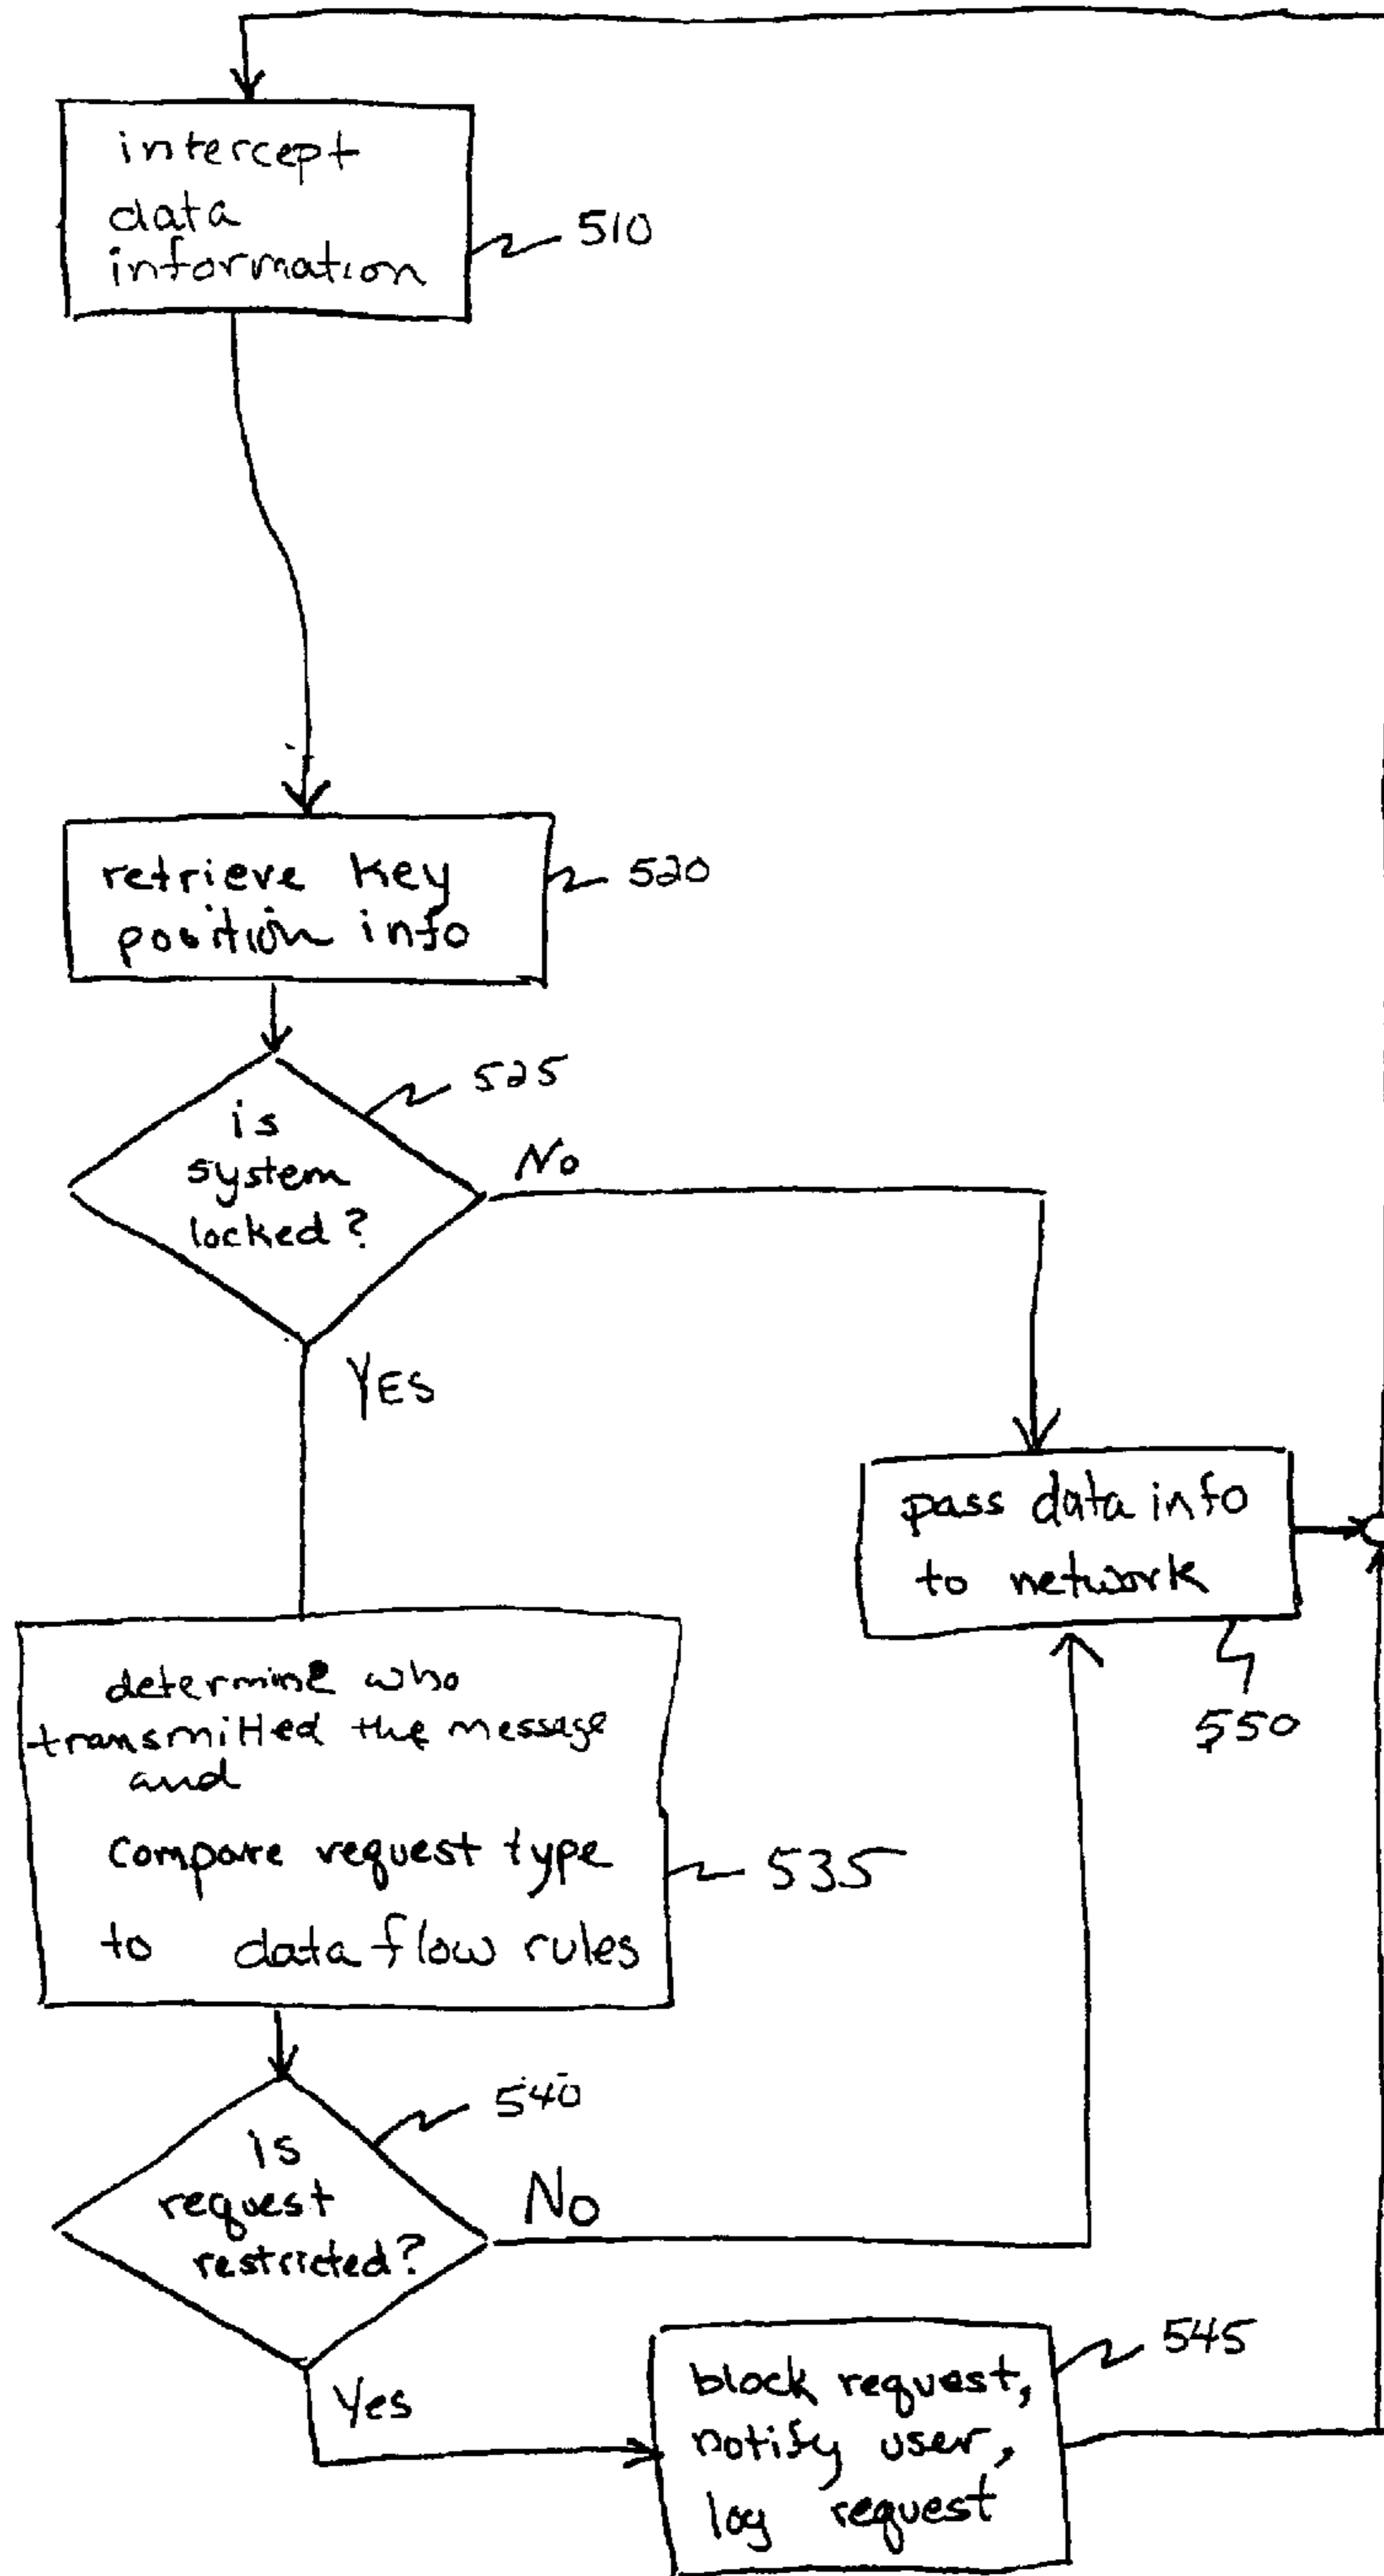 intercept
data
information
510
retrieve key
position info
520
525
is
system
locked?
No
YES
pass data info
to network
550
determine who
transmitted the message
and
compare request type
to data flow rules
535
540
is
request
restricted?
No
Yes
545
block request,
notify user,
log request